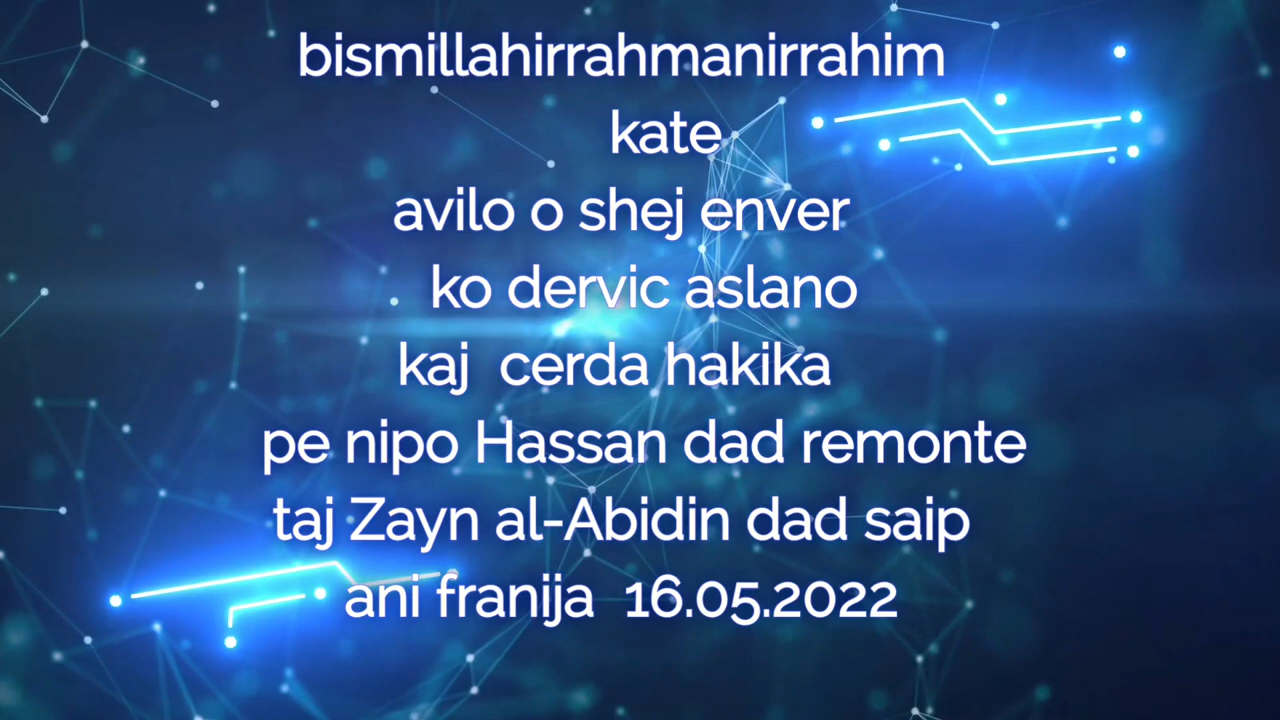 bismillahirrahmanirrahim
kate
avilo o shej enver
ko dervic aslano
kaj cerda hakika
pe nipo Hassan dad remonte
taj Zayn al-Abidin dad saip
ani franija 16.05.2022